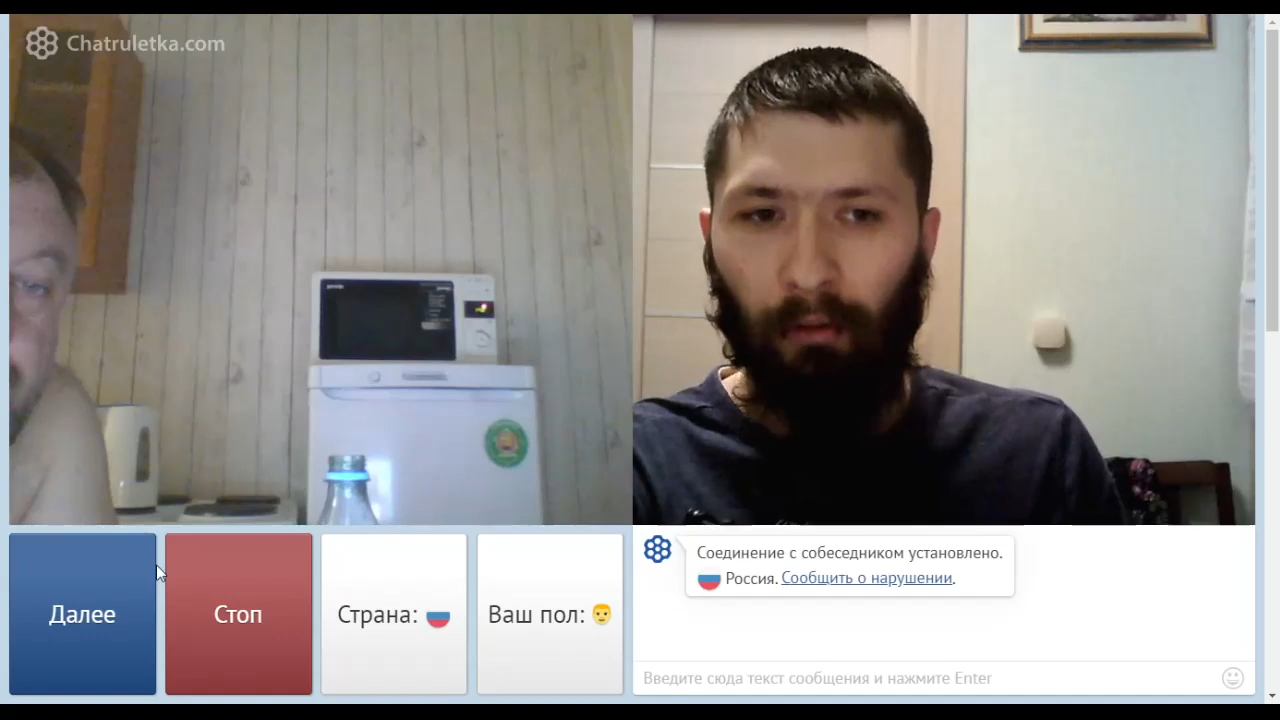 Chatruletka.com
Соединение с собеседником установлено.
Россия. Сообщить о нарушении.
Далее
Стоп
Страна:
Ваш пол:
Введите сюда текст сообщения и нажмите Enter